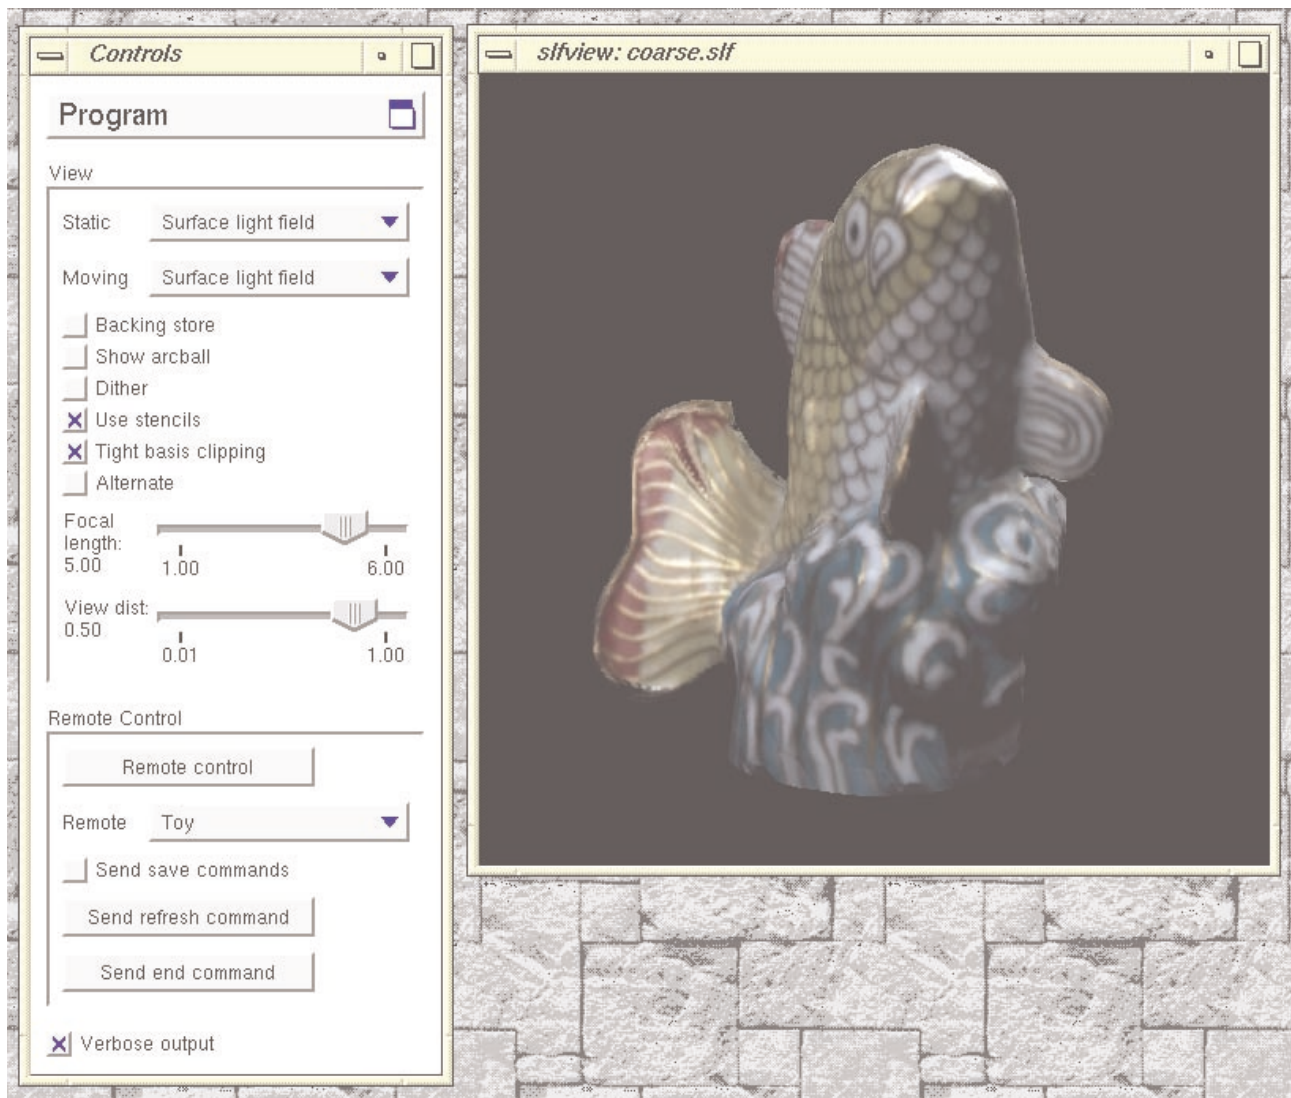 Controls
Program
View
Static Surface light field
Moving Surface light field
Backing store
Show arcball
Dither
Use stencils
Tight basis clipping
Alternate
Focal
length:
5.00
1.00 6.00
View dist:
0.50
0.01 1.00
Remote Control
Remote control
Remote Toy
Send save commands
Send refresh command
Send end command
Verbose output
slfview: coarse.slf